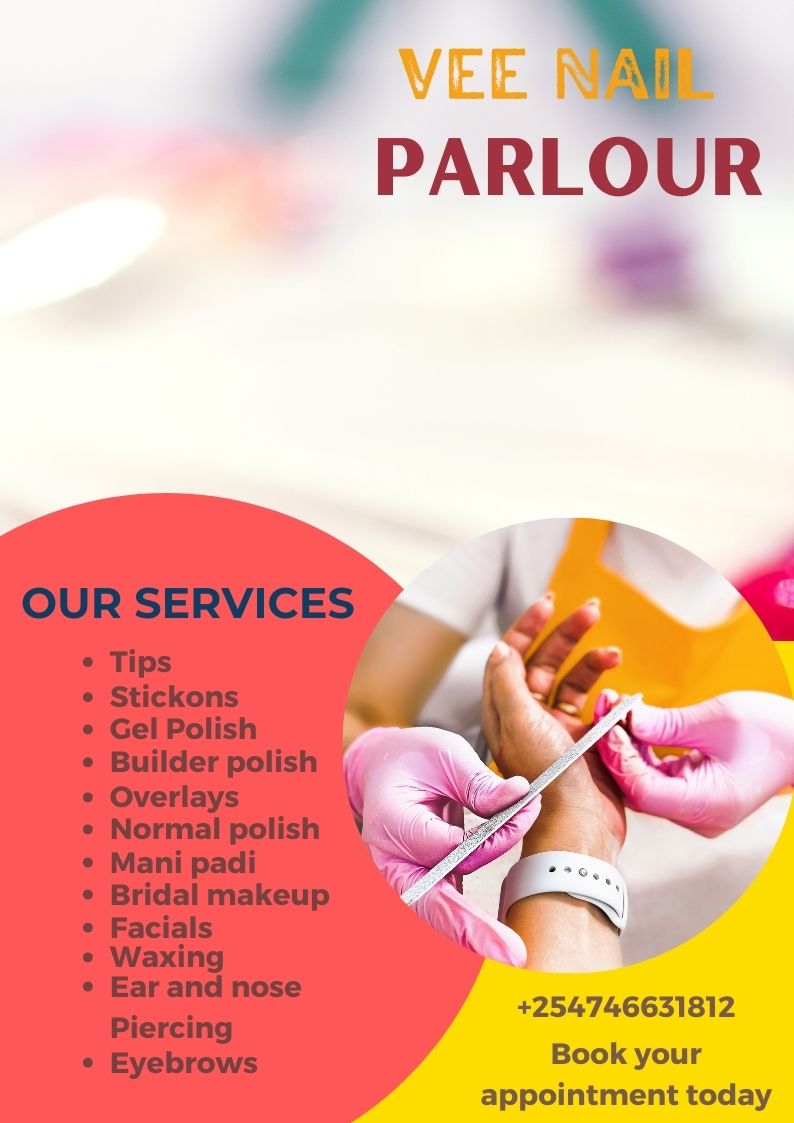 VEE NAIL
PARLOUR
OUR SERVICES
• Tips
• Stickons
• Gel Polish
• Builder polish
• Overlays
• Normal polish
• Mani padi
• Bridal makeup
• Facials
• Waxing
• Ear and nose
Piercing
• Eyebrows
+254746631812
Book your
appointment today